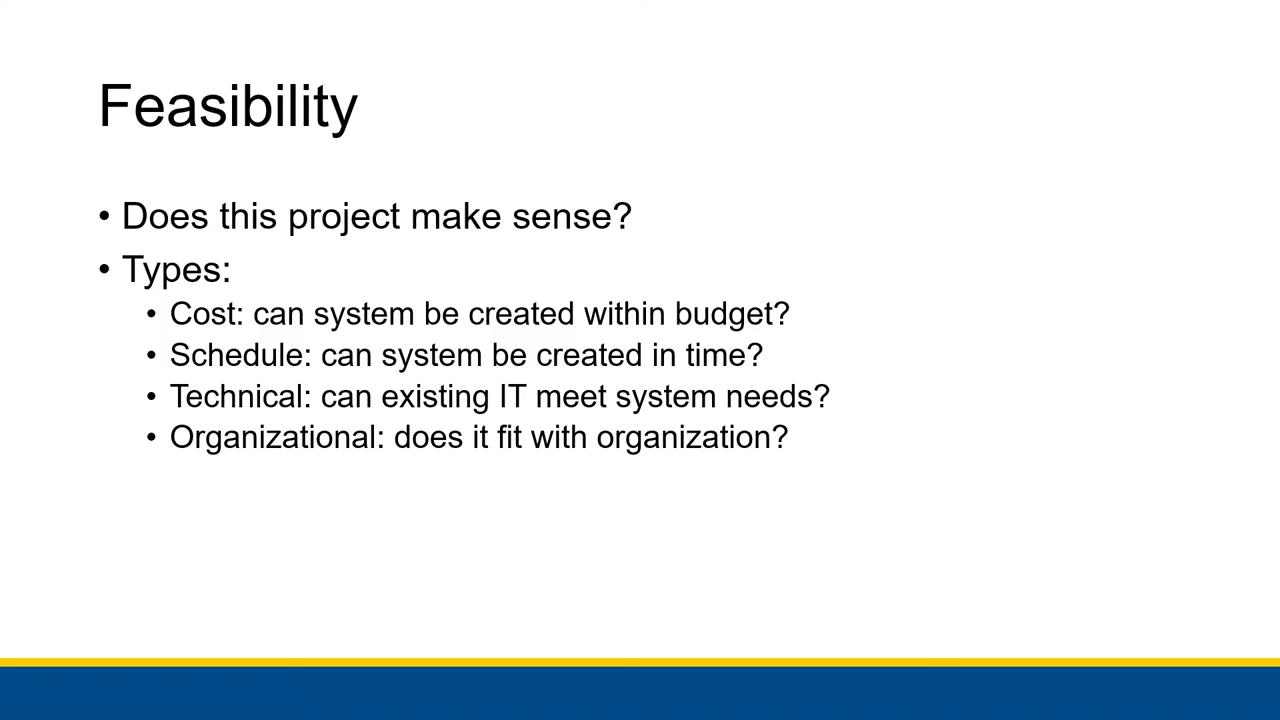 Feasibility
• Does this project make sense?
• Types:
• Cost: can system be created within budget?
• Schedule: can system be created in time?
• Technical: can existing IT meet system needs?
• Organizational: does it fit with organization?